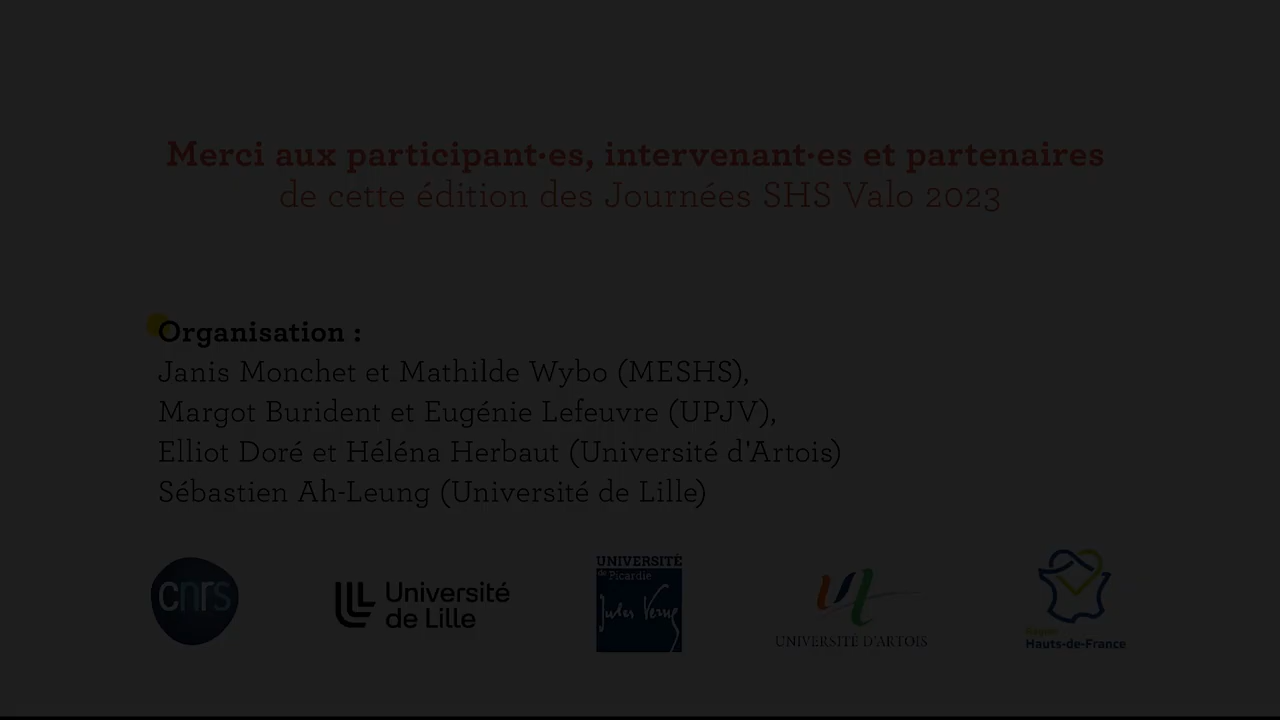 Merci aux participant·es, intervenant·es et partenaires
de cette édition des Journées SHS Valo 2023
Organisation :
Janis Monchet et Mathilde Wybo (MESHS),
Margot Burident et Eugénie Lefeuvre (UPJV),
Elliot Doré et Héléna Herbaut (Université d'Artois)
Sébastien Ah-Leung (Université de Lille)
cnrs
Université
de Lille
UNIVERSITÉ
de Picardie
Jules Verne
UNIVERSITÉ D'ARTOIS
Région
Hauts-de-France